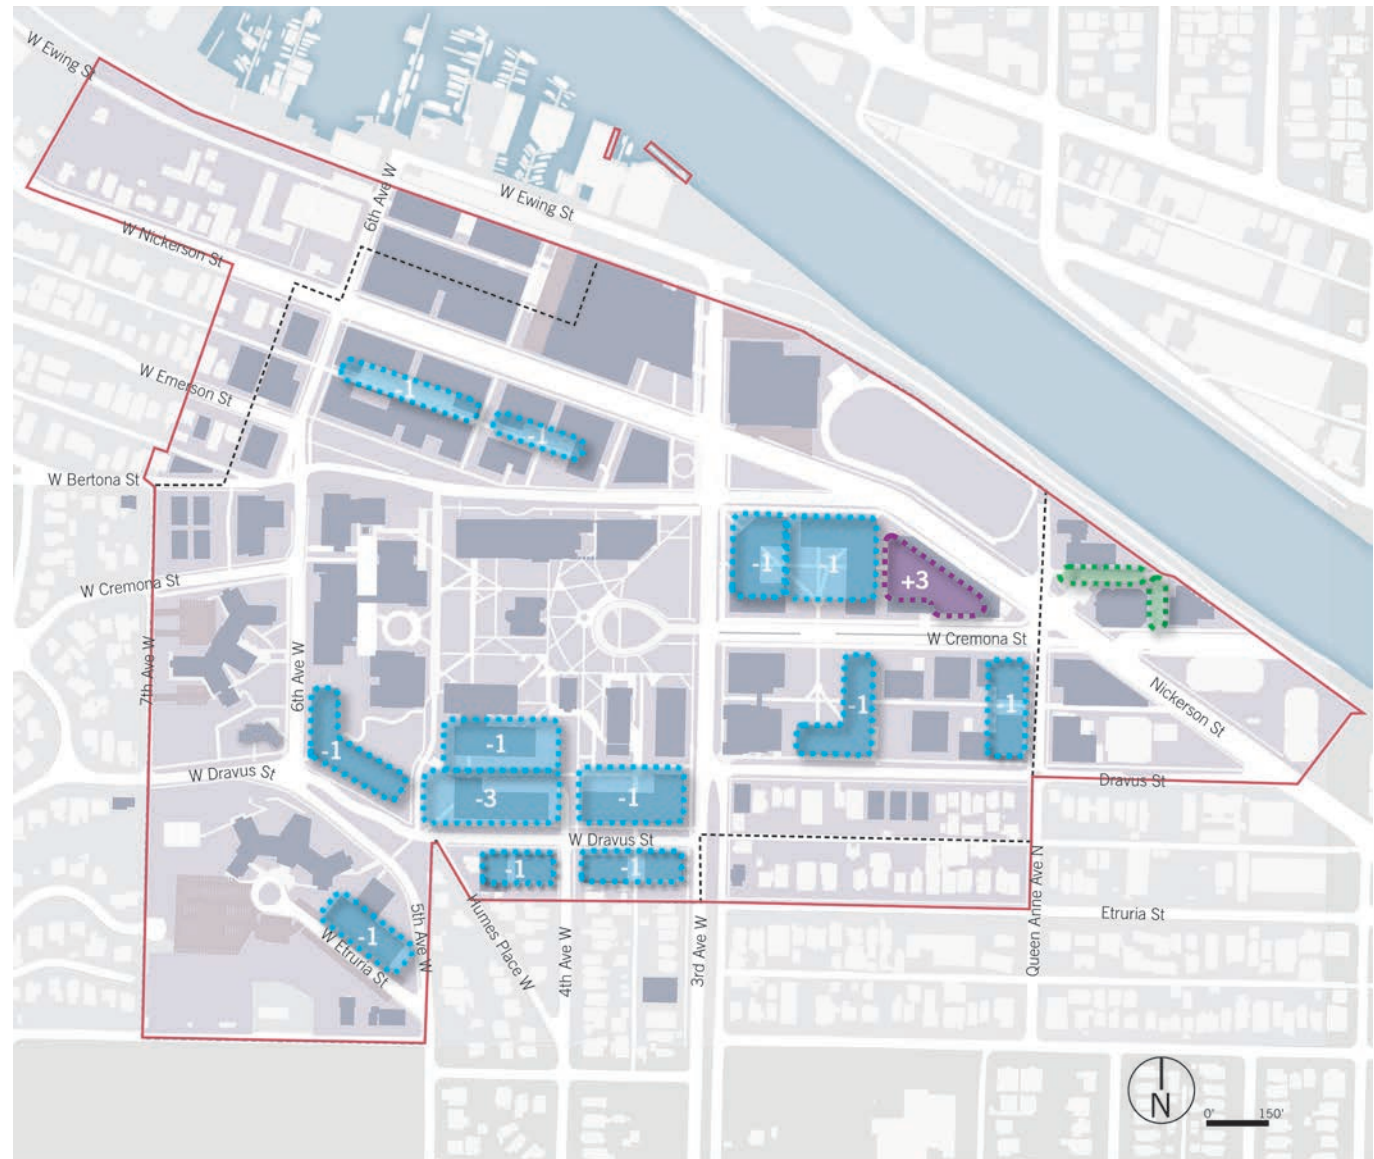 W Ewing St
W Ewing St
6th Ave W
W Nickerson St
W Emerson St
-1
-1
W Bertona St
-1
-1
+3
W Cremona St
W Cremona St
7th Ave W
6th Ave W
-1
-1
-1
-1
Nickerson St
W Dravus St
-3
-1
Dravus St
W Dravus St
-1
-1
-1
W Etruria St
5th Ave W
Humes Place W
4th Ave W
3rd Ave W
Queen Anne Ave N
Etruria St
N
0'
150'